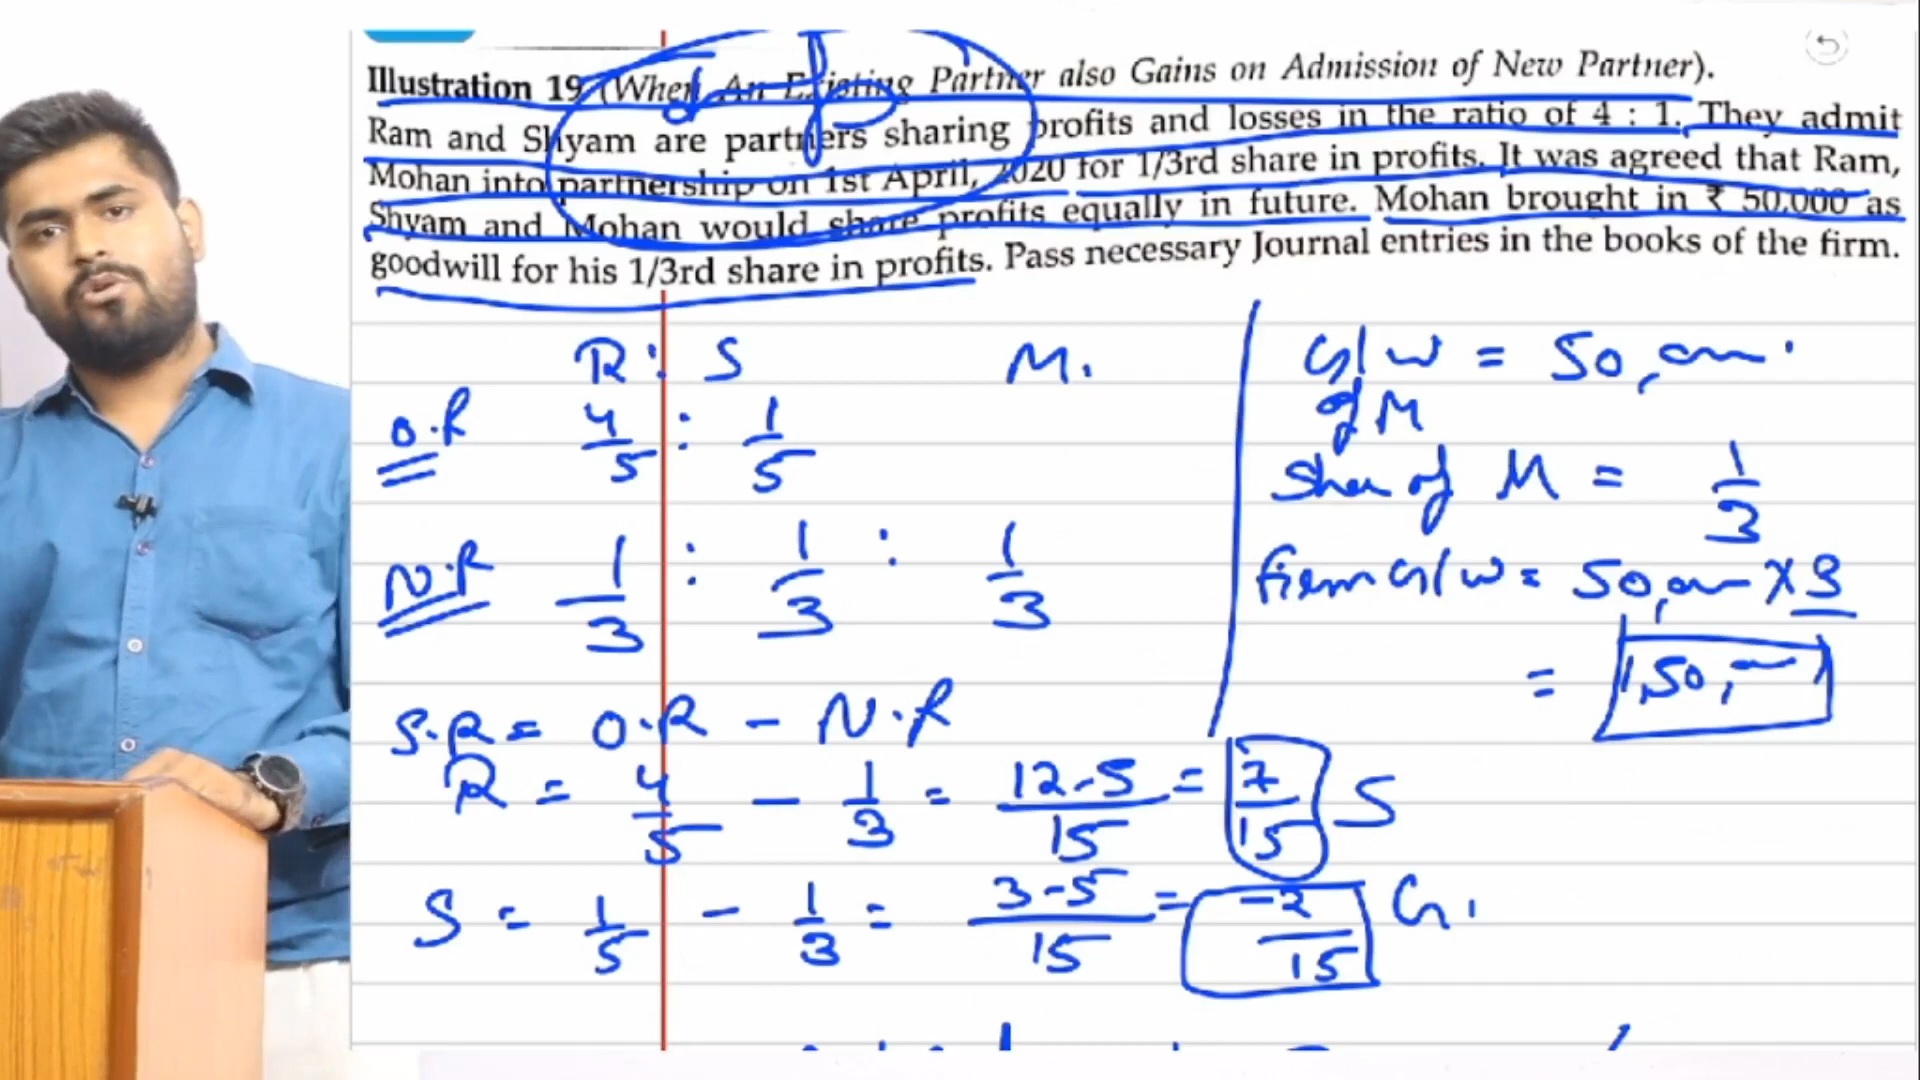 Illustration 19. (When An Existing Partner also Gains on Admission of New Partner).
Ram and Shyam are partners sharing profits and losses in the ratio of 4 : 1. They admit
Mohan into partnership on 1st April, 2020 for 1/3rd share in profits. It was agreed that Ram,
Shyam and Mohan would share profits equally in future. Mohan brought in ₹ 50,000 as
goodwill for his 1/3rd share in profits. Pass necessary Journal entries in the books of the firm.
R : S M.
O.R 4/5 : 1/5
N.R 1/3 : 1/3 : 1/3
S.R = O.R - N.R
R = 4/5 - 1/3 = 12-5/15 = 7/15 S
S = 1/5 - 1/3 = 3-5/15 = -2/15 G.
G/W = 50,000
of M
Share of M = 1/3
Firm G/W = 50,000 × 3
= 1,50,000